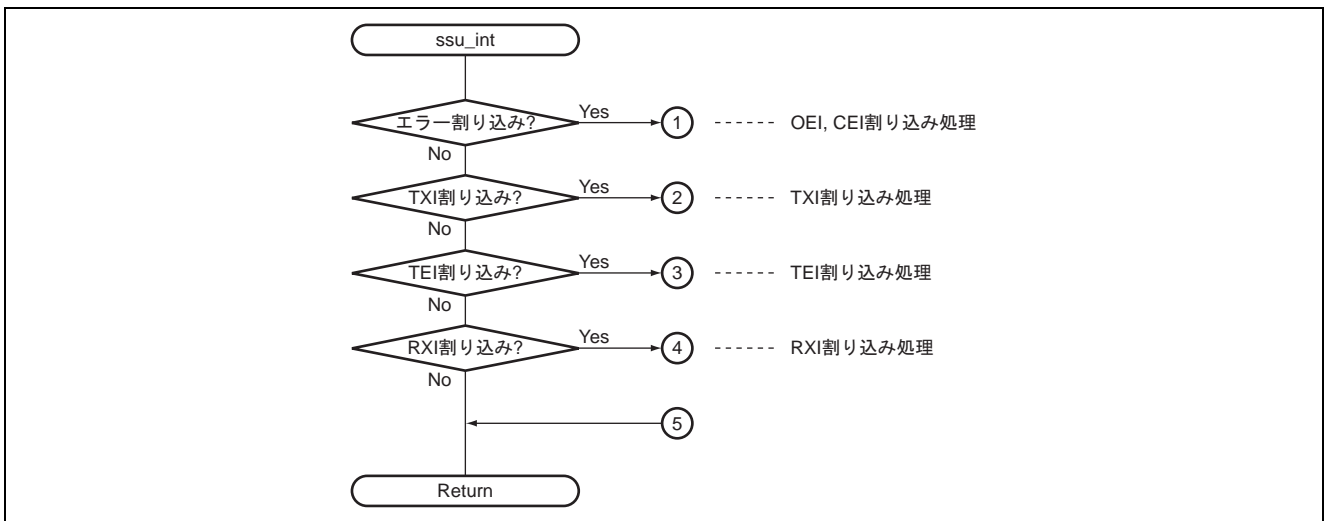 ssu_int
エラー割り込み?
Yes
1
------ OEI, CEI割り込み処理
No
TXI割り込み?
Yes
2
------ TXI割り込み処理
No
TEI割り込み?
Yes
3
------ TEI割り込み処理
No
RXI割り込み?
Yes
4
------ RXI割り込み処理
No
5
Return